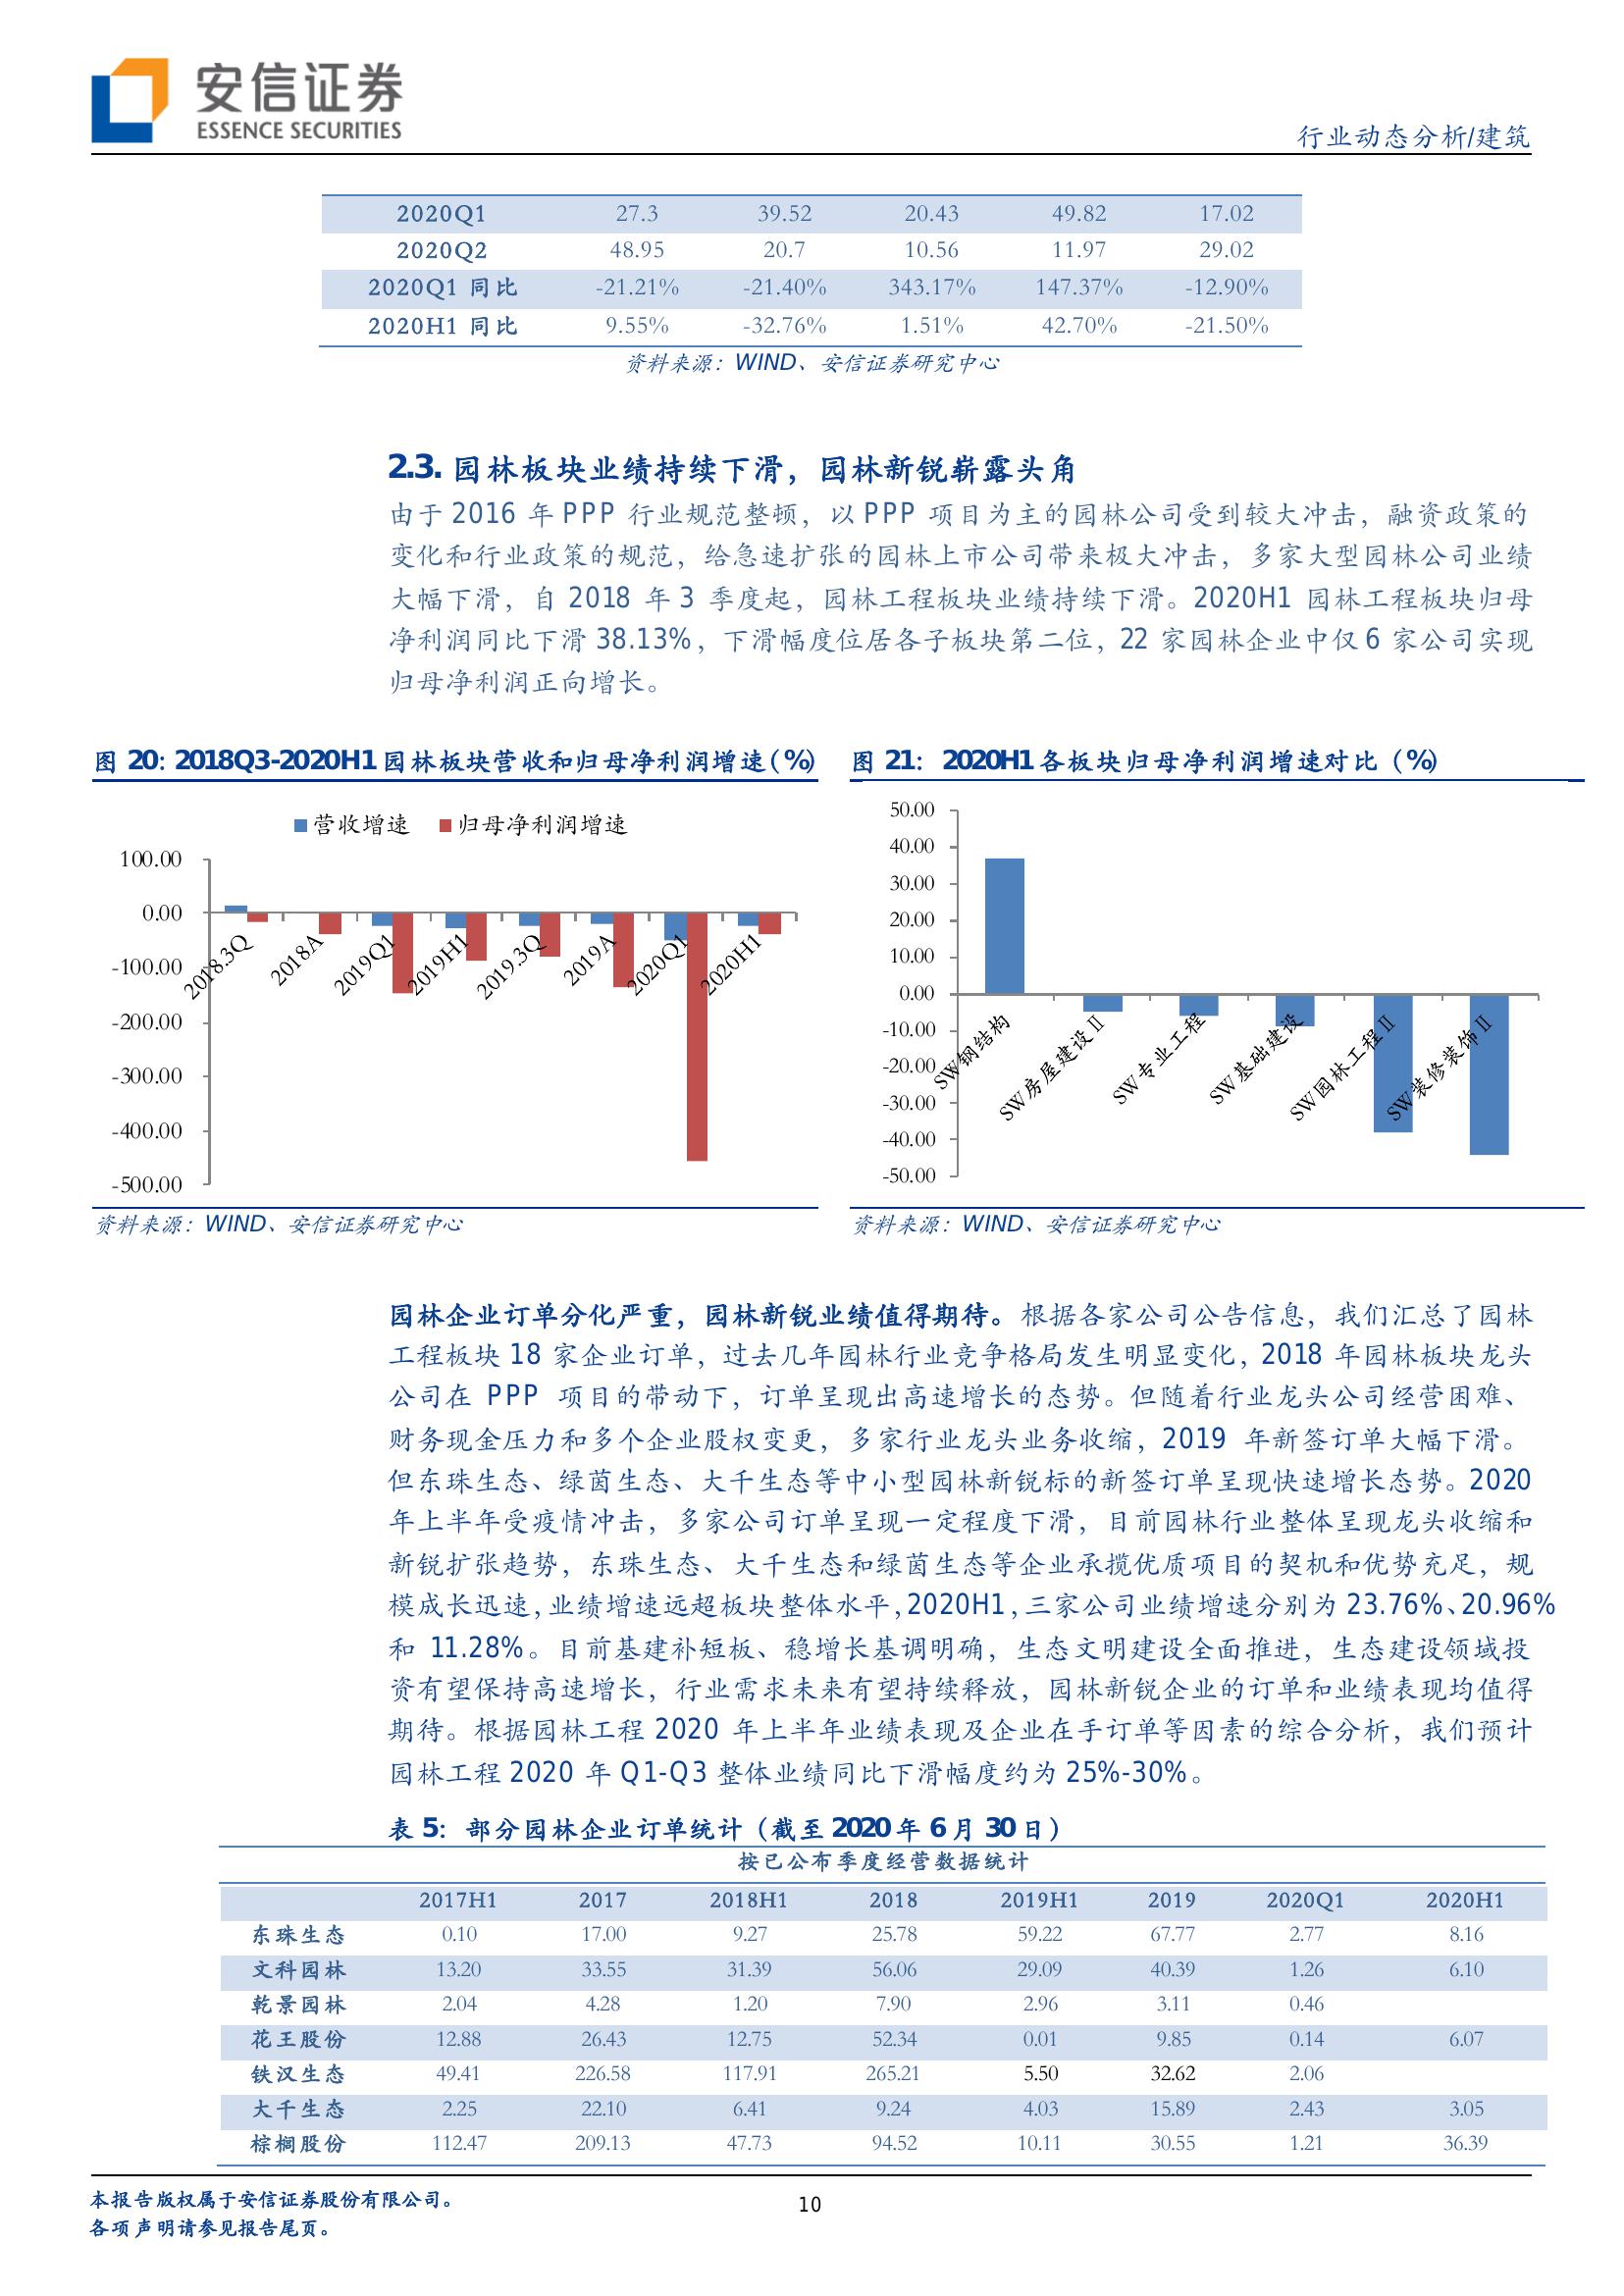 安信证券
ESSENCE SECURITIES
行业动态分析/建筑
2020Q1 27.3 39.52 20.43 49.82 17.02
2020Q2 48.95 20.7 10.56 11.97 29.02
2020Q1 同比 -21.21% -21.40% 343.17% 147.37% -12.90%
2020H1 同比 9.55% -32.76% 1.51% 42.70% -21.50%
资料来源：WIND、安信证券研究中心
2.3. 园林板块业绩持续下滑，园林新锐崭露头角
由于 2016 年 PPP 行业规范整顿，以 PPP 项目为主的园林公司受到较大冲击，融资政策的
变化和行业政策的规范，给急速扩张的园林上市公司带来极大冲击，多家大型园林公司业绩
大幅下滑，自 2018 年 3 季度起，园林工程板块业绩持续下滑。2020H1 园林工程板块归母
净利润同比下滑 38.13%，下滑幅度位居各子板块第二位，22 家园林企业中仅 6 家公司实现
归母净利润正向增长。
图 20：2018Q3-2020H1 园林板块营收和归母净利润增速（%）
营收增速 归母净利润增速
100.00
0.00
-100.00
-200.00
-300.00
-400.00
-500.00
2018.3Q 2018A 2019Q1 2019H1 2019.3Q 2019A 2020Q1 2020H1
资料来源：WIND、安信证券研究中心
图 21： 2020H1 各板块归母净利润增速对比（%）
50.00
40.00
30.00
20.00
10.00
0.00
-10.00
-20.00
-30.00
-40.00
-50.00
SW钢结构 SW房屋建设Ⅱ SW专业工程 SW基础建设 SW园林工程Ⅱ SW装修装饰Ⅱ
资料来源：WIND、安信证券研究中心
园林企业订单分化严重，园林新锐业绩值得期待。根据各家公司公告信息，我们汇总了园林
工程板块 18 家企业订单，过去几年园林行业竞争格局发生明显变化，2018 年园林板块龙头
公司在 PPP 项目的带动下，订单呈现出高速增长的态势。但随着行业龙头公司经营困难、
财务现金压力和多个企业股权变更，多家行业龙头业务收缩，2019 年新签订单大幅下滑。
但东珠生态、绿茵生态、大千生态等中小型园林新锐标的新签订单呈现快速增长态势。2020
年上半年受疫情冲击，多家公司订单呈现一定程度下滑，目前园林行业整体呈现龙头收缩和
新锐扩张趋势，东珠生态、大千生态和绿茵生态等企业承揽优质项目的契机和优势充足，规
模成长迅速，业绩增速远超板块整体水平，2020H1，三家公司业绩增速分别为 23.76%、20.96%
和 11.28%。目前基建补短板、稳增长基调明确，生态文明建设全面推进，生态建设领域投
资有望保持高速增长，行业需求未来有望持续释放，园林新锐企业的订单和业绩表现均值得
期待。根据园林工程 2020 年上半年业绩表现及企业在手订单等因素的综合分析，我们预计
园林工程 2020 年 Q1-Q3 整体业绩同比下滑幅度约为 25%-30%。
表 5：部分园林企业订单统计（截至 2020 年 6 月 30 日）
按已公布季度经营数据统计
2017H1 2017 2018H1 2018 2019H1 2019 2020Q1 2020H1
东珠生态 0.10 17.00 9.27 25.78 59.22 67.77 2.77 8.16
文科园林 13.20 33.55 31.39 56.06 29.09 40.39 1.26 6.10
乾景园林 2.04 4.28 1.20 7.90 2.96 3.11 0.46
花王股份 12.88 26.43 12.75 52.34 0.01 9.85 0.14 6.07
铁汉生态 49.41 226.58 117.91 265.21 5.50 32.62 2.06
大千生态 2.25 22.10 6.41 9.24 4.03 15.89 2.43 3.05
棕榈股份 112.47 209.13 47.73 94.52 10.11 30.55 1.21 36.39
本报告版权属于安信证券股份有限公司。
各项声明请参见报告尾页。
10